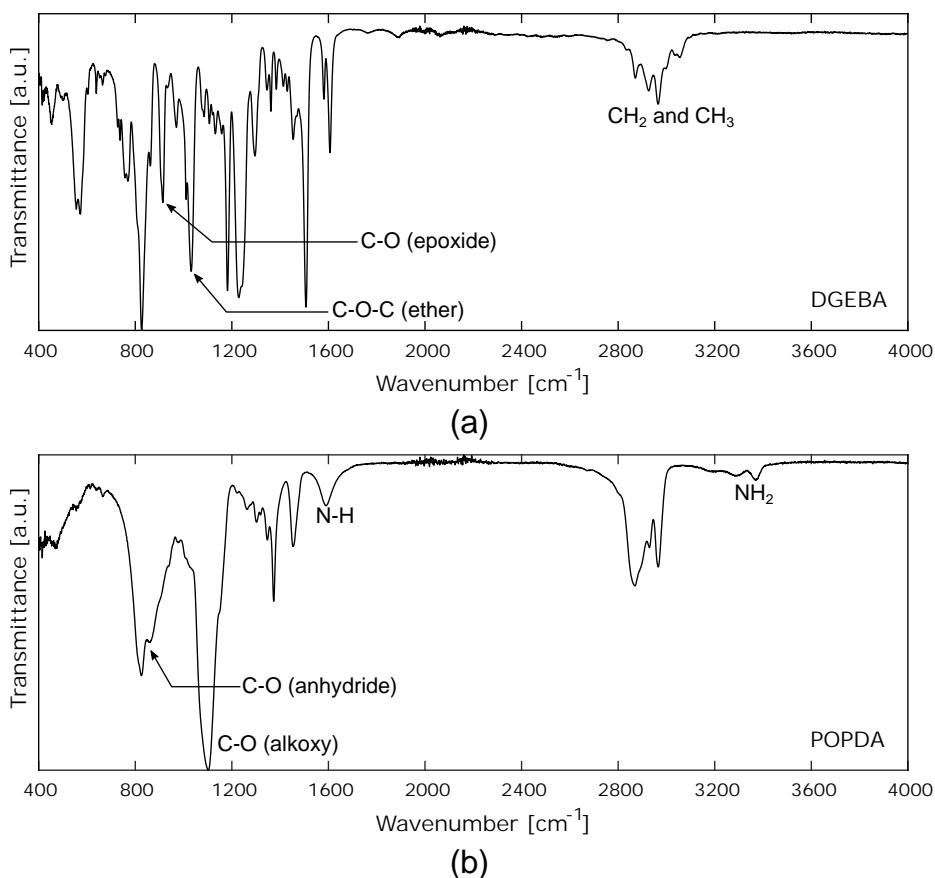 Transmittance [a.u.]
CH₂ and CH₃
C-O (epoxide)
C-O-C (ether)
DGEBA
400 800 1200 1600 2000 2400 2800 3200 3600 4000
Wavenumber [cm⁻¹]
(a)
Transmittance [a.u.]
N-H
NH₂
C-O (anhydride)
C-O (alkoxy)
POPDA
400 800 1200 1600 2000 2400 2800 3200 3600 4000
Wavenumber [cm⁻¹]
(b)